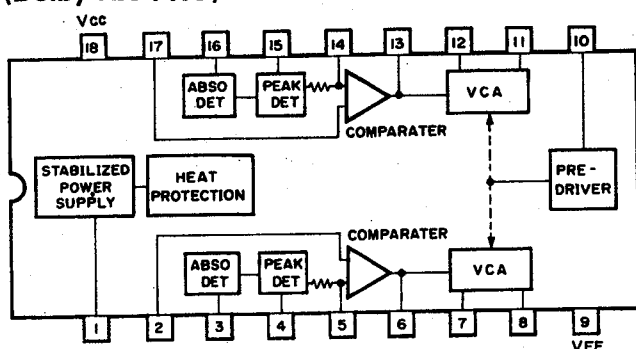 VCC
18 17 16 15 14 13 12 11 10
ABSO DET
PEAK DET
VCA
COMPARATER
STABILIZED POWER SUPPLY
HEAT PROTECTION
PRE-DRIVER
COMPARATER
ABSO DET
PEAK DET
VCA
1 2 3 4 5 6 7 8 9
VEE